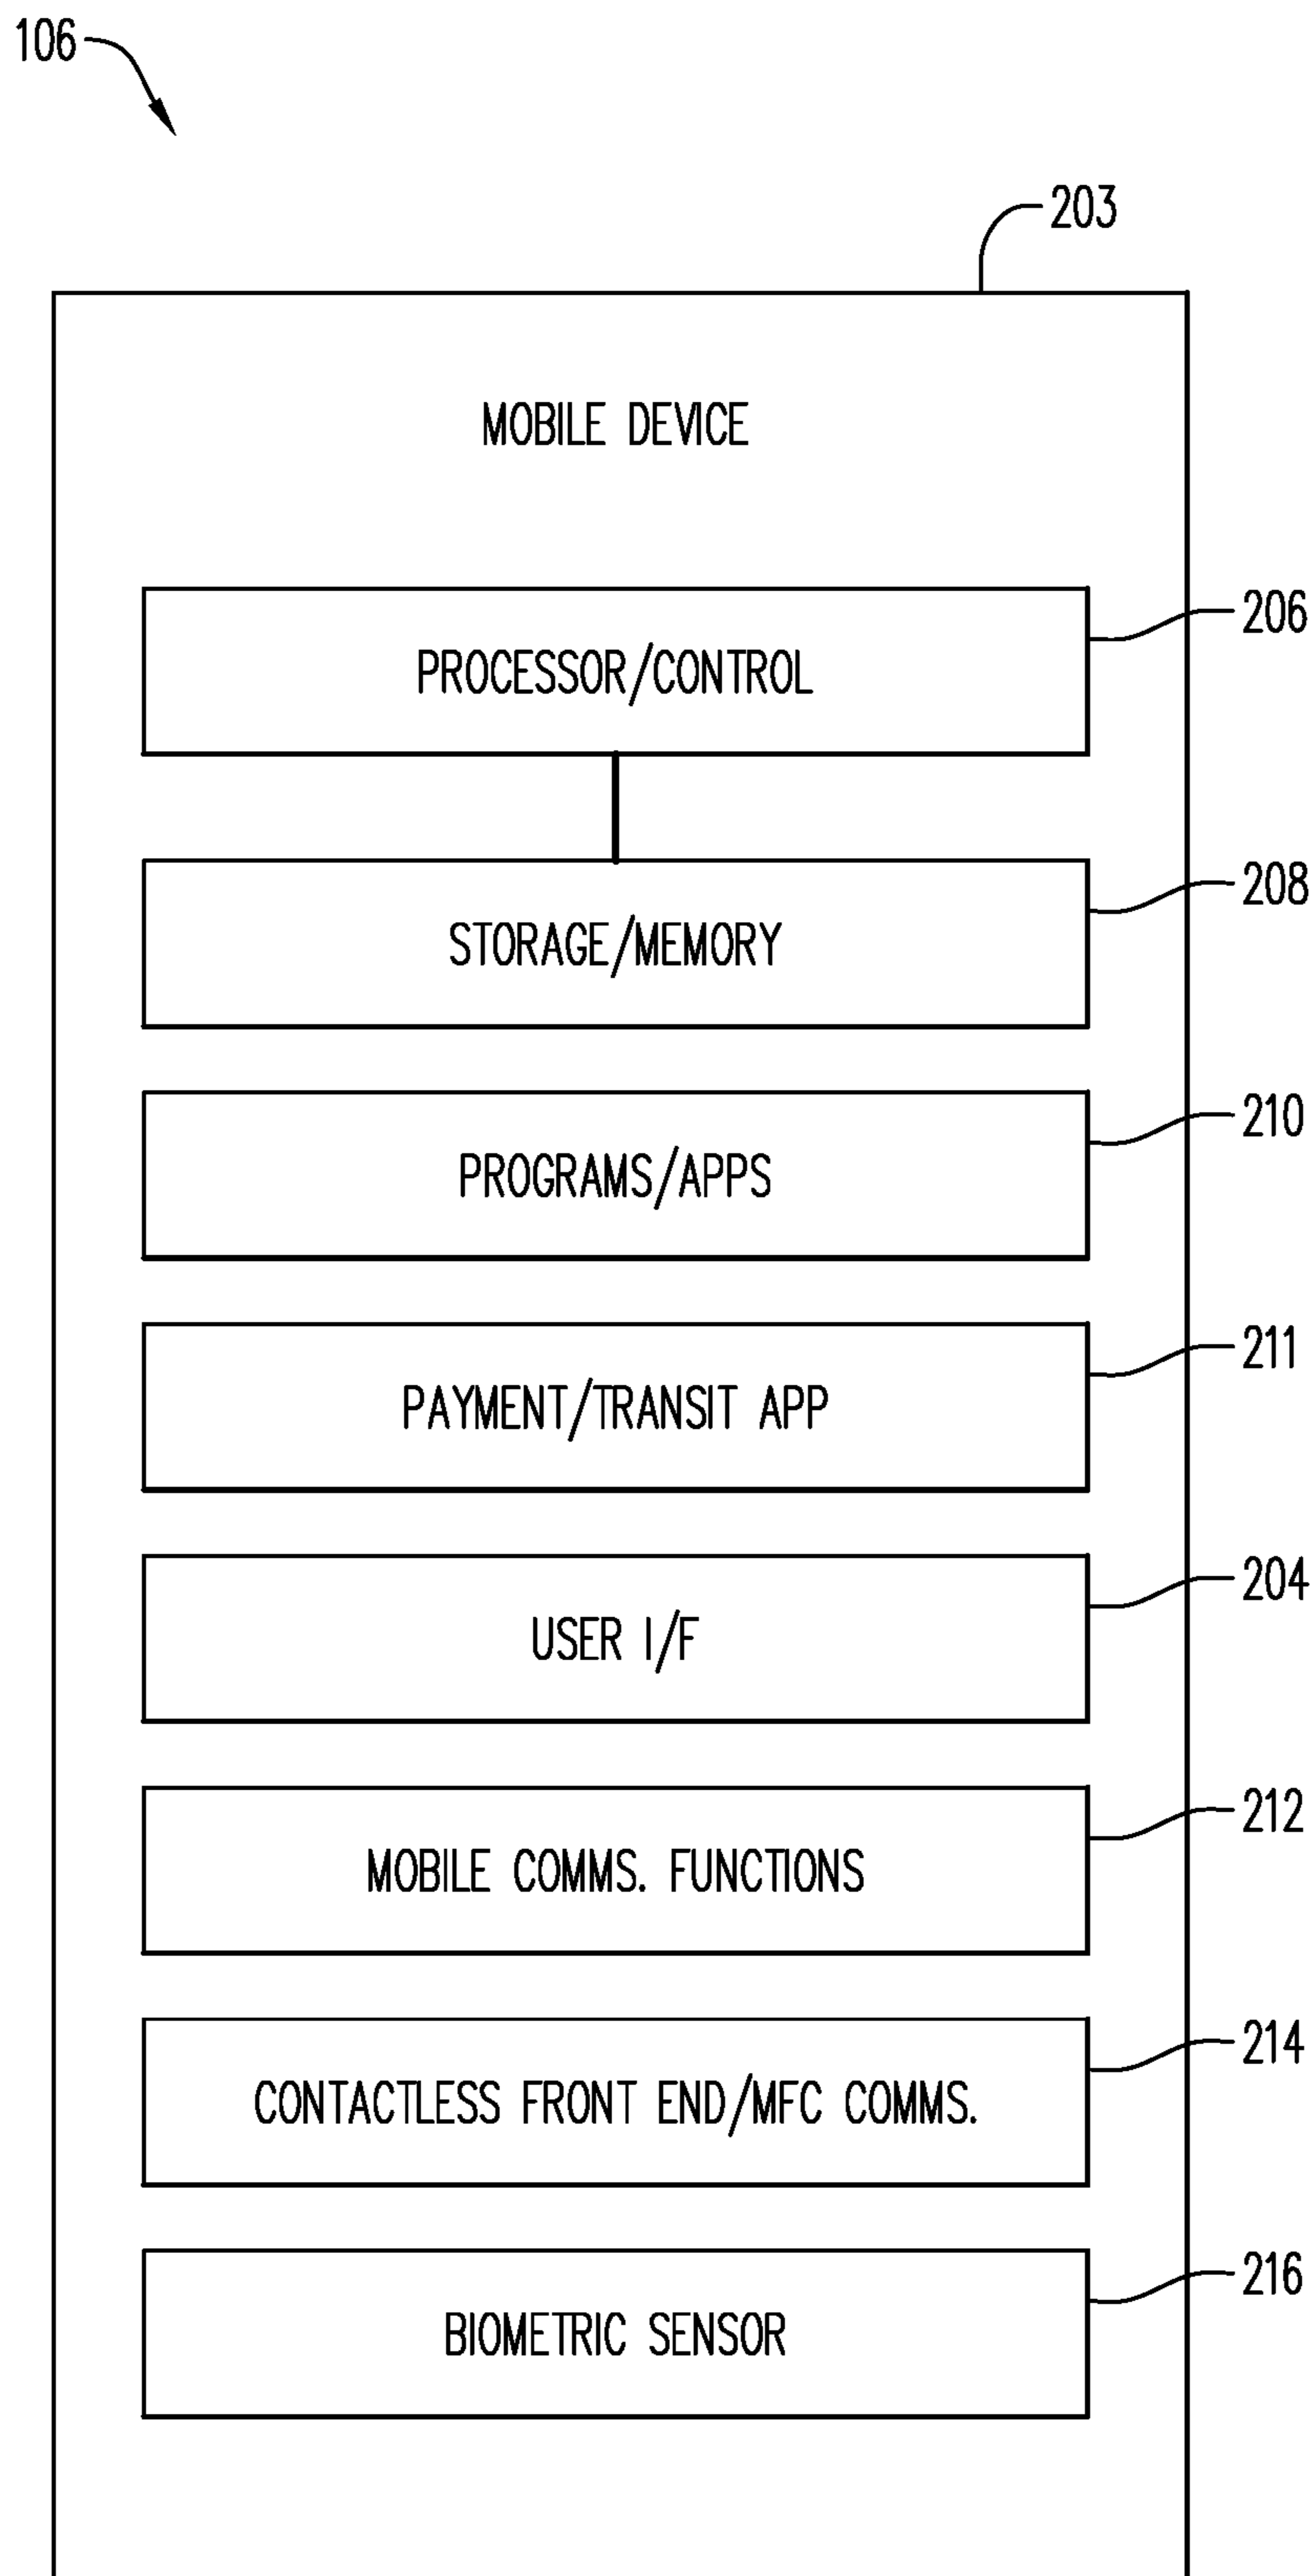 106
203
MOBILE DEVICE
PROCESSOR/CONTROL
206
STORAGE/MEMORY
208
PROGRAMS/APPS
210
PAYMENT/TRANSIT APP
211
USER I/F
204
MOBILE COMMS. FUNCTIONS
212
CONTACTLESS FRONT END/MFC COMMS.
214
BIOMETRIC SENSOR
216